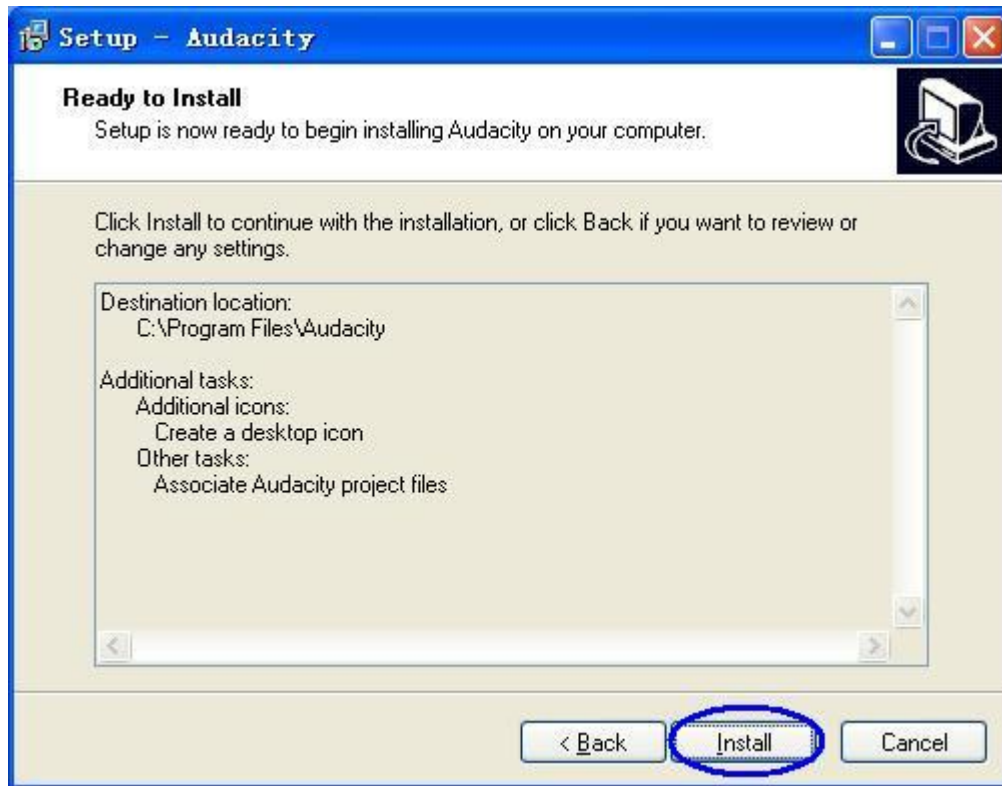 Setup - Audacity
Ready to Install
Setup is now ready to begin installing Audacity on your computer.
Click Install to continue with the installation, or click Back if you want to review or
change any settings.
Destination location:
C:\Program Files\Audacity
Additional tasks:
Additional icons:
Create a desktop icon
Other tasks:
Associate Audacity project files
< Back Install Cancel